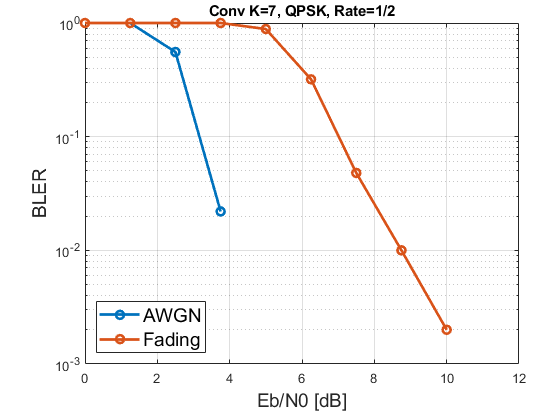 Conv K=7, QPSK, Rate=1/2
10^0
10^-1
10^-2
10^-3
BLER
AWGN
Fading
0 2 4 6 8 10 12
Eb/N0 [dB]